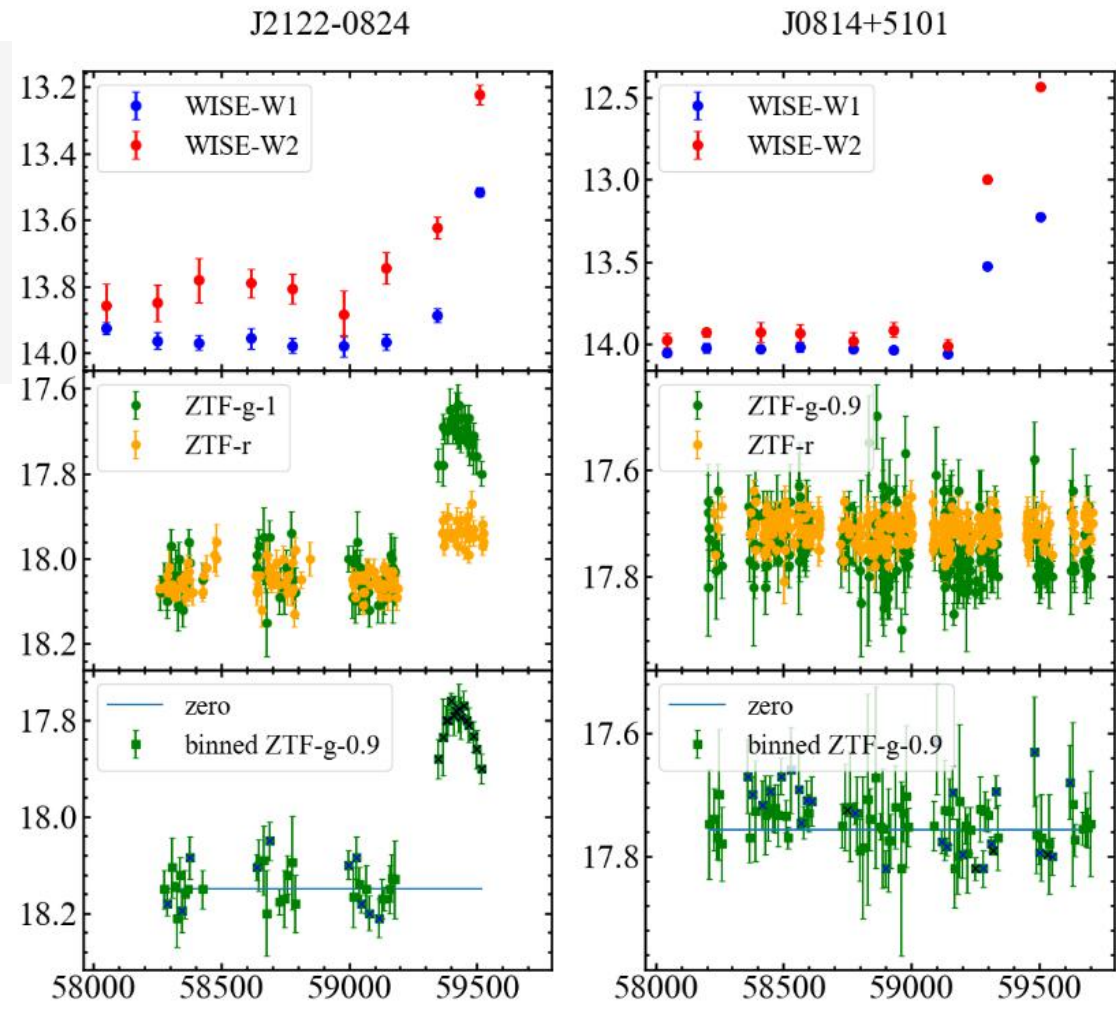 J2122-0824 J0814+5101
13.2 WISE-W1 12.5 WISE-W1
WISE-W2 WISE-W2
13.4
13.0
13.6
13.5
13.8
14.0 14.0
17.6 ZTF-g-1 ZTF-g-0.9
ZTF-r ZTF-r
17.6
17.8
18.0
17.8
18.2
zero zero
17.8 binned ZTF-g-0.9 17.6 binned ZTF-g-0.9
18.0
17.8
18.2
58000 58500 59000 59500 58000 58500 59000 59500